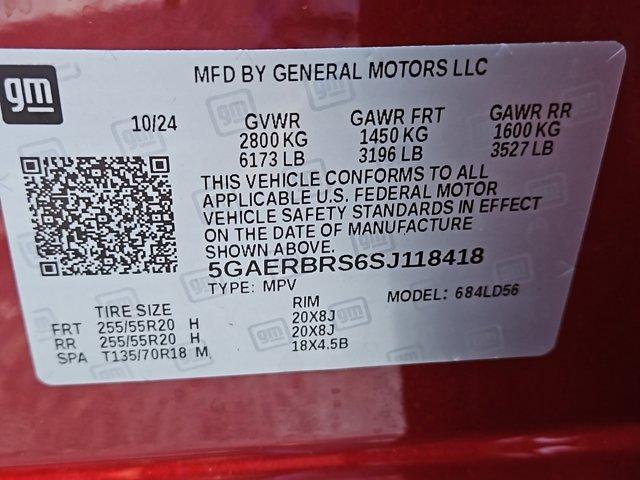 gm
MFD BY GENERAL MOTORS LLC
10/24 GVWR GAWR FRT GAWR RR
2800 KG 1450 KG 1600 KG
6173 LB 3196 LB 3527 LB
THIS VEHICLE CONFORMS TO ALL
APPLICABLE U.S. FEDERAL MOTOR
VEHICLE SAFETY STANDARDS IN EFFECT
ON THE DATE OF MANUFACTURE
SHOWN ABOVE.
5GAERBRS6SJ118418
TYPE: MPV MODEL: 684LD56
TIRE SIZE RIM
FRT 255/55R20 H 20X8J
RR 255/55R20 H 20X8J
SPA T135/70R18 M 18X4.5B